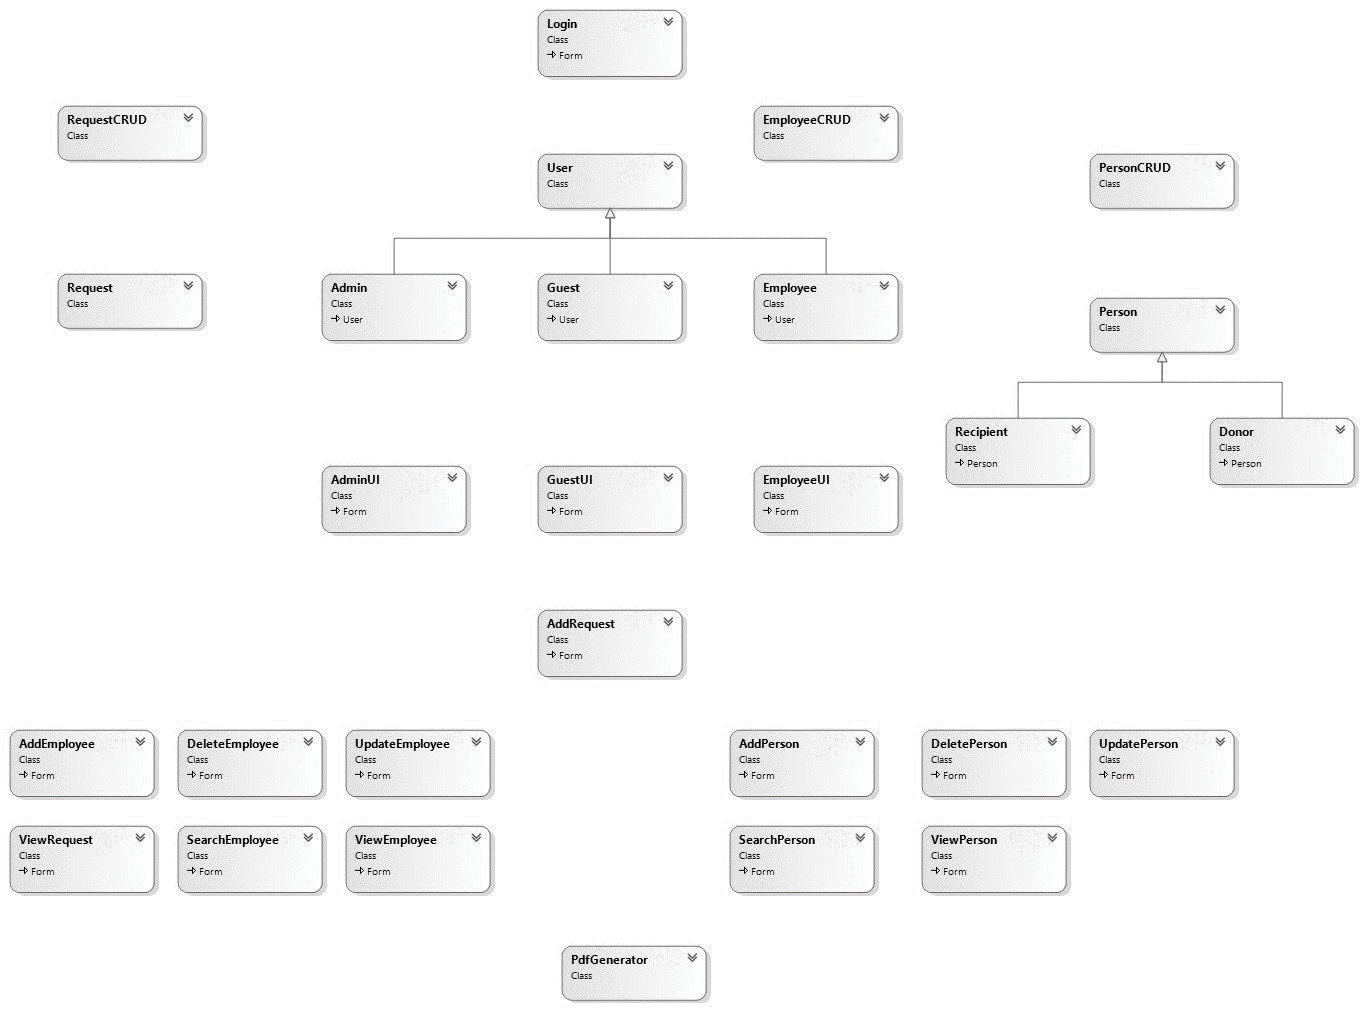 Login
Class
Form
RequestCRUD
Class
EmployeeCRUD
Class
User
Class
PersonCRUD
Class
Request
Class
Admin
Class
User
Guest
Class
User
Employee
Class
User
Person
Class
Recipient
Class
Person
Donor
Class
Person
AdminUI
Class
Form
GuestUI
Class
Form
EmployeeUI
Class
Form
AddRequest
Class
Form
AddEmployee
Class
Form
DeleteEmployee
Class
Form
UpdateEmployee
Class
Form
AddPerson
Class
Form
DeletePerson
Class
Form
UpdatePerson
Class
Form
ViewRequest
Class
Form
SearchEmployee
Class
Form
ViewEmployee
Class
Form
SearchPerson
Class
Form
ViewPerson
Class
Form
PdfGenerator
Class